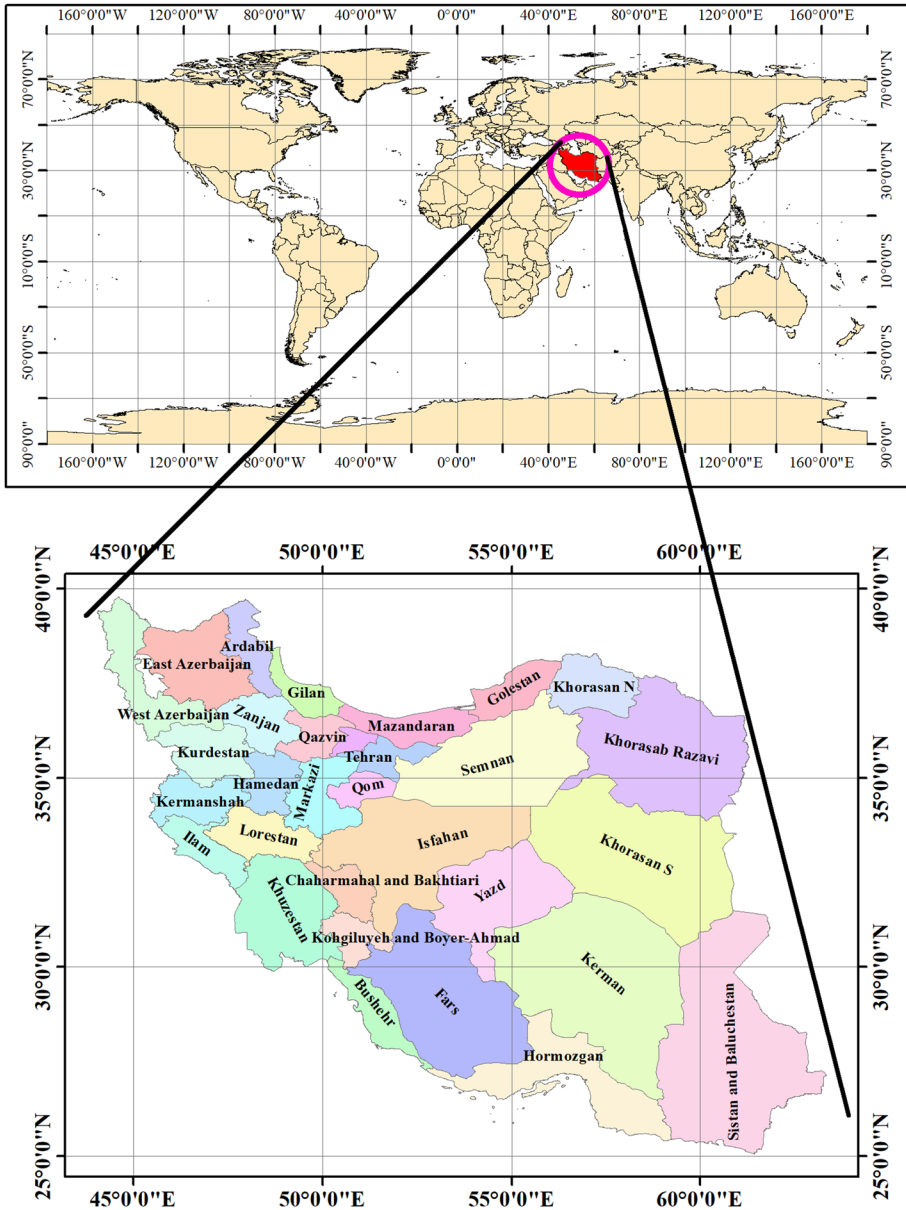 160°0'0"W 120°0'0"W 80°0'0"W 40°0'0"W 0°0'0" 40°0'0"E 80°0'0"E 120°0'0"E 160°0'0"E
70°0'0"N 70°0'0"N
30°0'0"N 30°0'0"N
10°0'0"S 10°0'0"S
50°0'0"S 50°0'0"S
90°0'0" 90°0'0"
160°0'0"W 120°0'0"W 80°0'0"W 40°0'0"W 0°0'0" 40°0'0"E 80°0'0"E 120°0'0"E 160°0'0"E
45°0'0"E 50°0'0"E 55°0'0"E 60°0'0"E
40°0'0"N 40°0'0"N
Ardabil
East Azerbaijan
Gilan
Golestan
Khorasan N
West Azerbaijan
Zanjan
Mazandaran
Qazvin
Khorasab Razavi
Kurdestan
Tehran
Semnan
35°0'0"N 35°0'0"N
Hamedan
Markazi
Qom
Kermanshah
Lorestan
Isfahan
Ilam
Khorasan S
Chaharmahal and Bakhtiari
Yazd
Khuzestan
Kohgiluyeh and Boyer-Ahmad
30°0'0"N 30°0'0"N
Kerman
Bushehr
Fars
Hormozgan
Sistan and Baluchestan
25°0'0"N 25°0'0"N
45°0'0"E 50°0'0"E 55°0'0"E 60°0'0"E